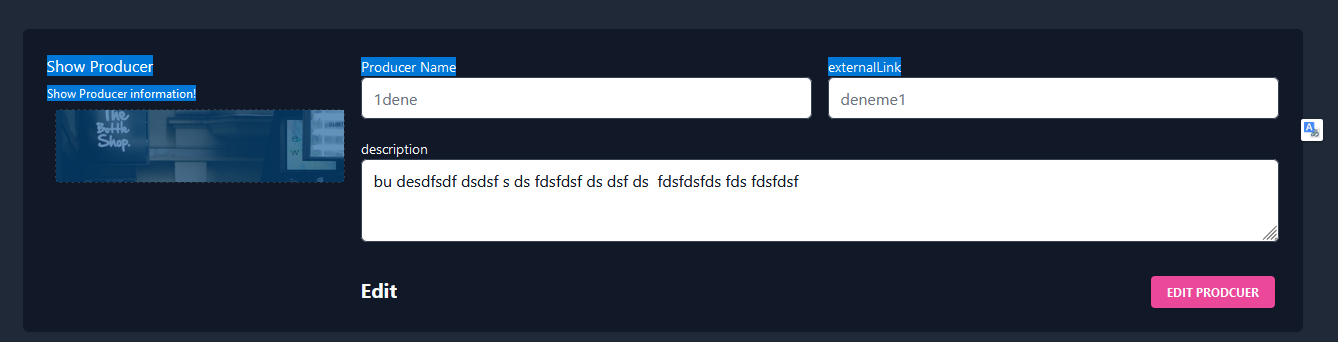 Show Producer
Show Producer information!
The
Bottle
Shop.
Producer Name
externalLink
1dene
deneme1
description
bu desdfsdf dsdsf s ds fdsfdsf ds dsf ds  fdsfdsfds fds fdsfdsf
Edit
EDIT PRODCUER